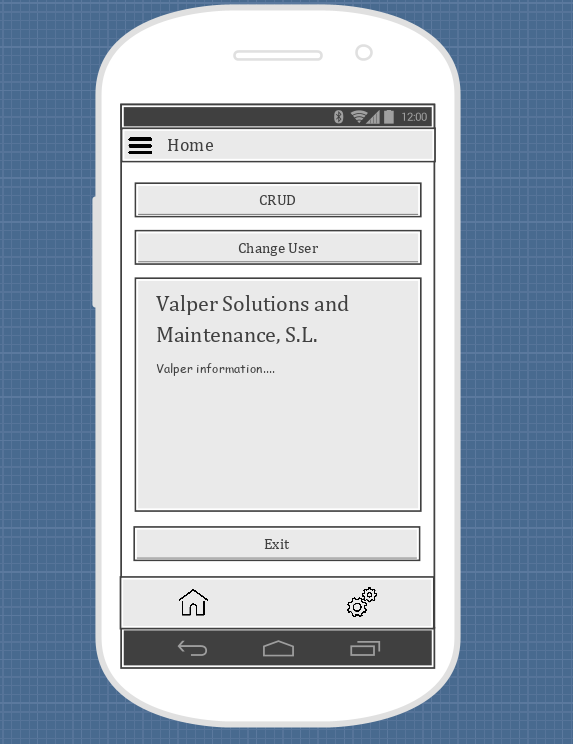 12:00
Home
CRUD
Change User
Valper Solutions and
Maintenance, S.L.
Valper information....
Exit